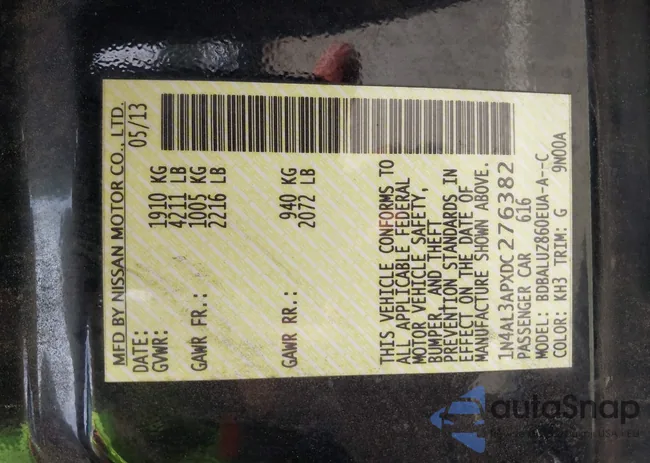 MFD BY NISSAN MOTOR CO., LTD.
DATE: 05/13
GVWR: 1910 KG
4211 LB
GAWR FR.: 1005 KG
2216 LB
GAWR RR.: 940 KG
2072 LB
THIS VEHICLE CONFORMS TO
ALL APPLICABLE FEDERAL
MOTOR VEHICLE SAFETY,
BUMPER, AND THEFT
PREVENTION STANDARDS IN
EFFECT ON THE DATE OF
MANUFACTURE SHOWN ABOVE.
1N4AL3APXDC276382
PASSENGER CAR 616
MODEL: BDBALUZ860EUA-A--C
COLOR: KH3 TRIM: G 9N00A
autoSnap